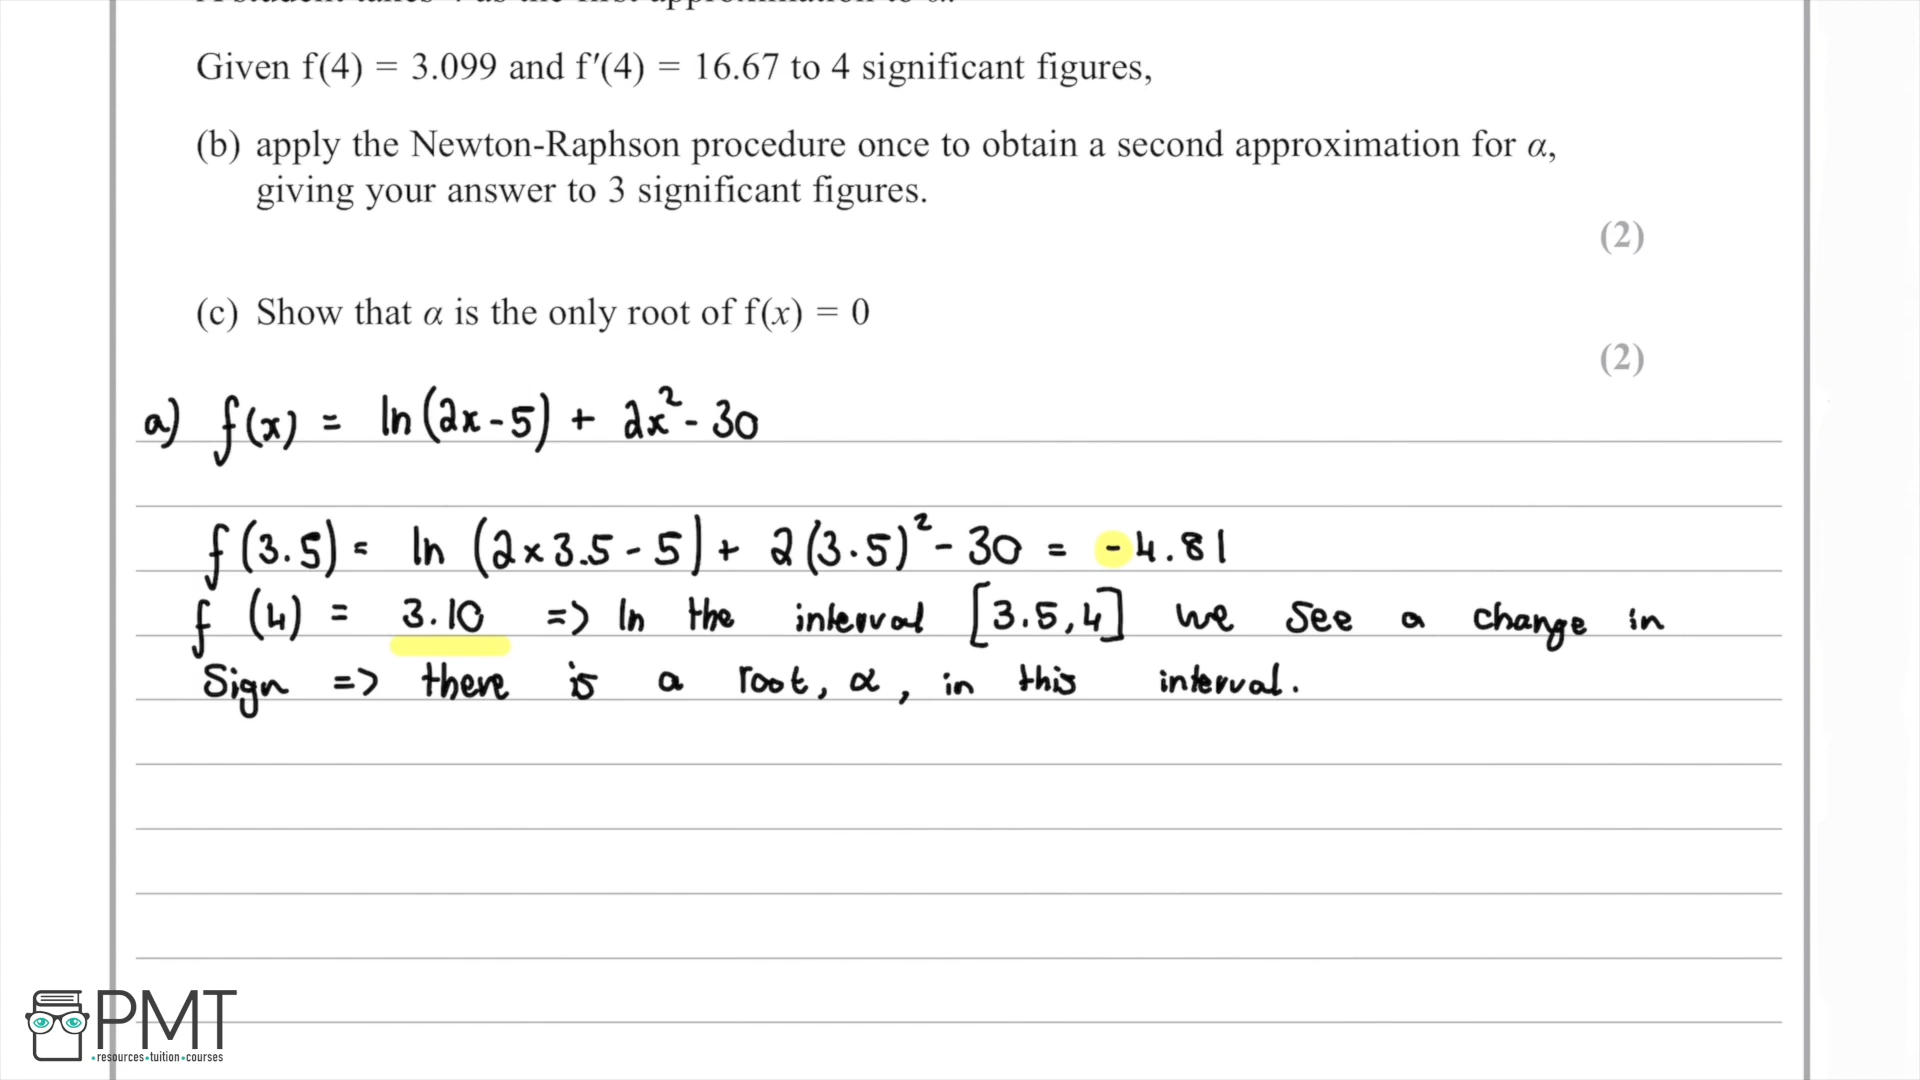 Given f(4) = 3.099 and f′(4) = 16.67 to 4 significant figures,
(b) apply the Newton-Raphson procedure once to obtain a second approximation for α,
giving your answer to 3 significant figures.
(2)
(c) Show that α is the only root of f(x) = 0
(2)
a) f(x) = ln(2x-5) + 2x² - 30
f(3.5) = ln (2x3.5-5) + 2(3.5)² - 30 = -4.81
f (4) = 3.10 => In the interval [3.5,4] we see a change in
Sign => there is a root, α, in this interval.
PMT
•resources•tuition•courses